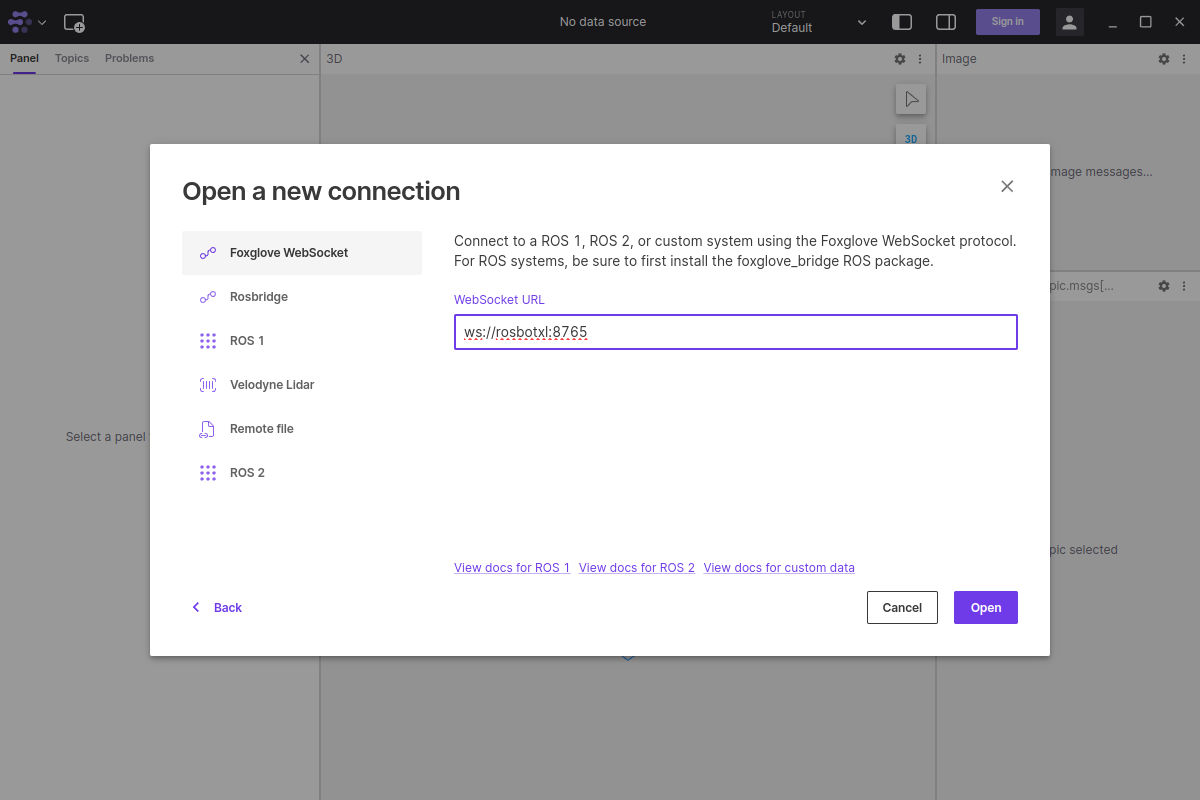 No data source
LAYOUT
Default
Sign in
Panel
Topics
Problems
3D
Image
3D
mage messages...
Open a new connection
Foxglove WebSocket
Rosbridge
ROS 1
Velodyne Lidar
Remote file
ROS 2
Connect to a ROS 1, ROS 2, or custom system using the Foxglove WebSocket protocol.
For ROS systems, be sure to first install the foxglove_bridge ROS package.
WebSocket URL
ws://rosbotxl:8765
pic.msgs[...
Select a panel
pic selected
View docs for ROS 1 View docs for ROS 2 View docs for custom data
Back
Cancel
Open